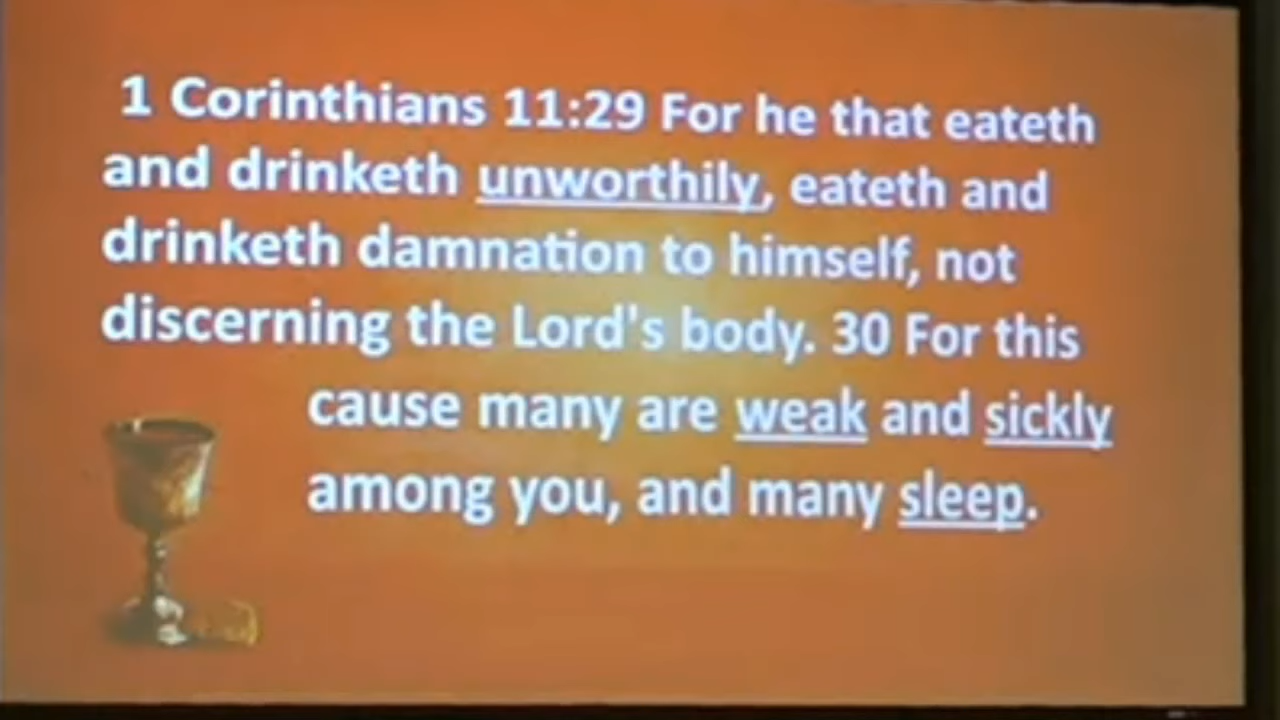 1 Corinthians 11:29 For he that eateth
and drinketh unworthily, eateth and
drinketh damnation to himself, not
discerning the Lord's body. 30 For this
cause many are weak and sickly
among you, and many sleep.